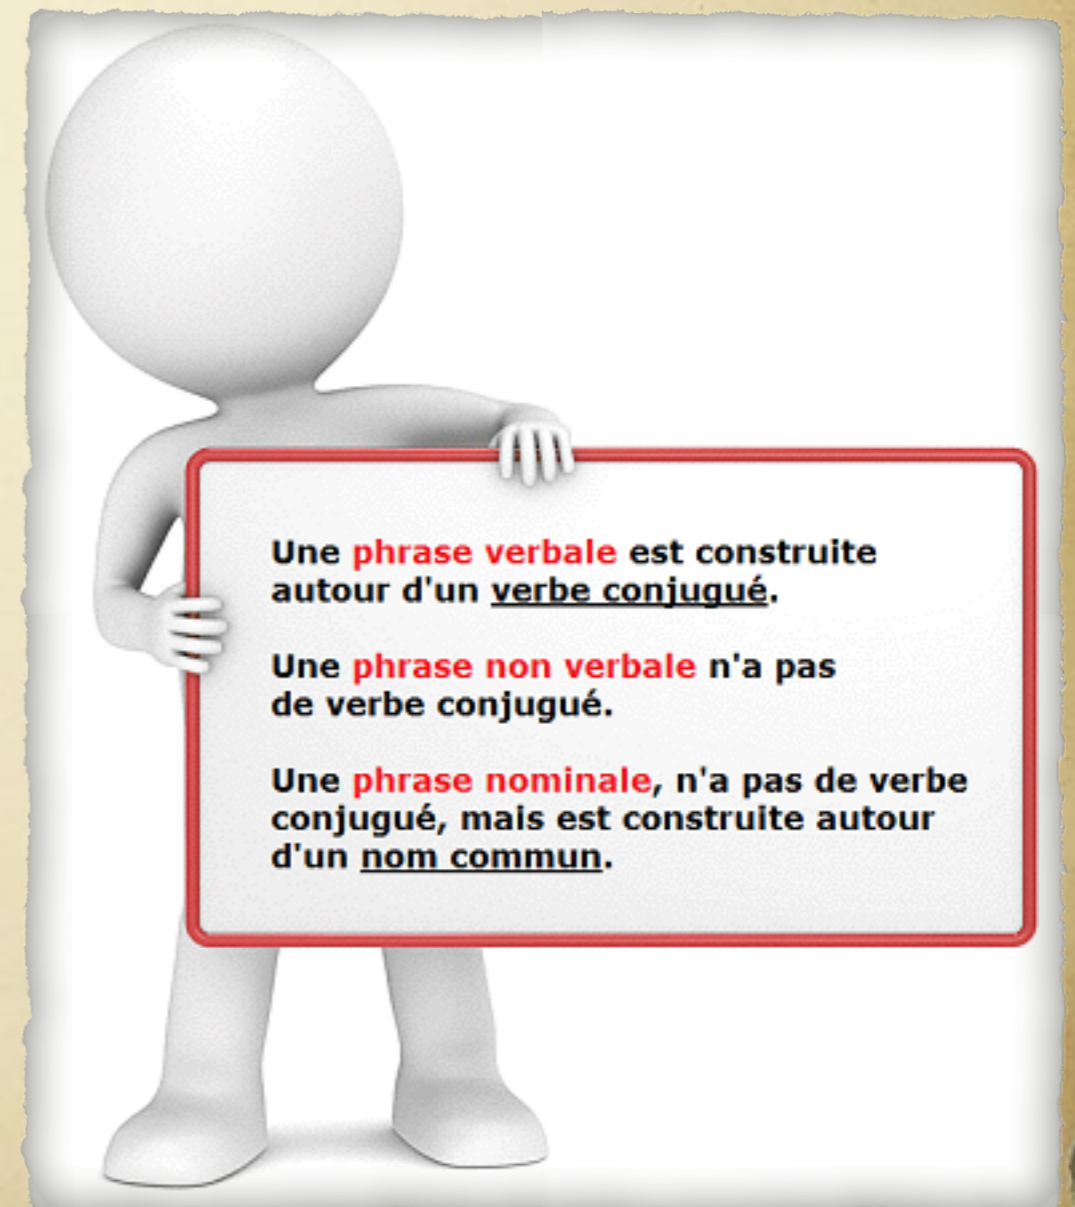 Une phrase verbale est construite
autour d'un verbe conjugué.
Une phrase non verbale n'a pas
de verbe conjugué.
Une phrase nominale, n'a pas de verbe
conjugué, mais est construite autour
d'un nom commun.